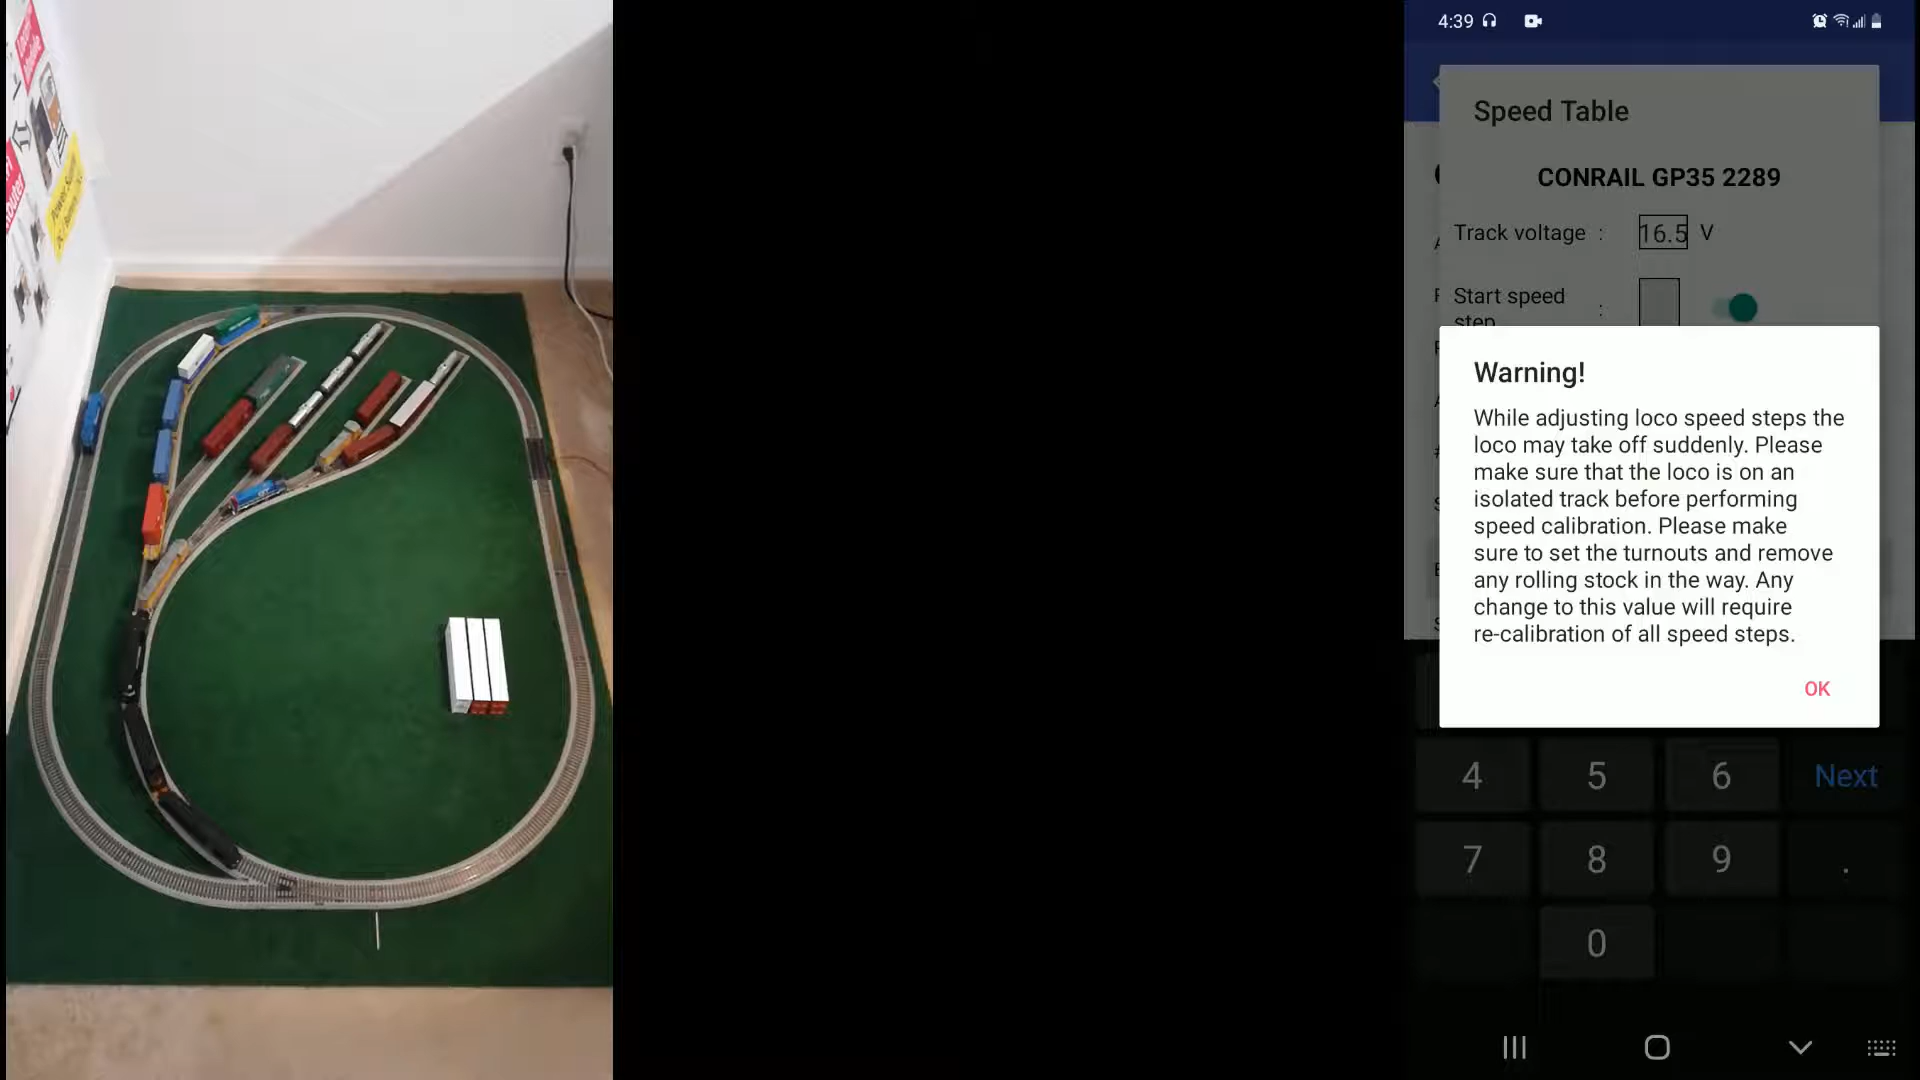 Power Supply
4:39
Speed Table
CONRAIL GP35 2289
Track voltage : 16.5 V
Start speed
step :
Warning!
While adjusting loco speed steps the
loco may take off suddenly. Please
make sure that the loco is on an
isolated track before performing
speed calibration. Please make
sure to set the turnouts and remove
any rolling stock in the way. Any
change to this value will require
re-calibration of all speed steps.
OK
4 5 6 Next
7 8 9 .
0